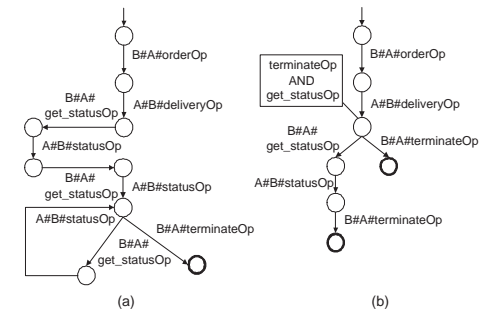 B#A#orderOp
A#B#deliveryOp
B#A#
get_statusOp
A#B#statusOp
B#A#
get_statusOp
A#B#statusOp
A#B#statusOp
B#A#terminateOp
B#A#
get_statusOp
(a)
B#A#orderOp
terminateOp
AND
get_statusOp
A#B#deliveryOp
B#A#
get_statusOp
B#A#terminateOp
A#B#statusOp
B#A#terminateOp
(b)